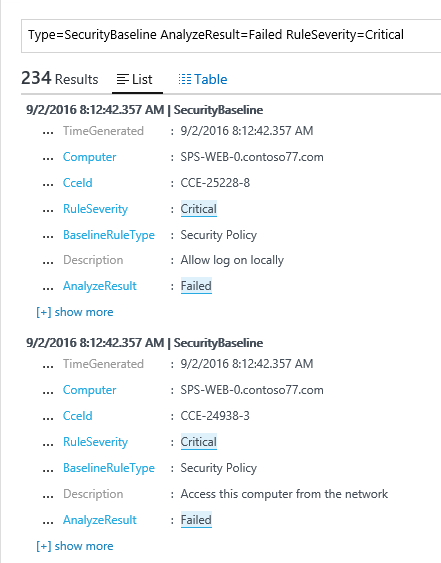 Type=SecurityBaseline AnalyzeResult=Failed RuleSeverity=Critical
234 Results List Table
9/2/2016 8:12:42.357 AM | SecurityBaseline
... TimeGenerated : 9/2/2016 8:12:42.357 AM
... Computer : SPS-WEB-0.contoso77.com
... CceId : CCE-25228-8
... RuleSeverity : Critical
... BaselineRuleType : Security Policy
... Description : Allow log on locally
... AnalyzeResult : Failed
[+] show more
9/2/2016 8:12:42.357 AM | SecurityBaseline
... TimeGenerated : 9/2/2016 8:12:42.357 AM
... Computer : SPS-WEB-0.contoso77.com
... CceId : CCE-24938-3
... RuleSeverity : Critical
... BaselineRuleType : Security Policy
... Description : Access this computer from the network
... AnalyzeResult : Failed
[+] show more